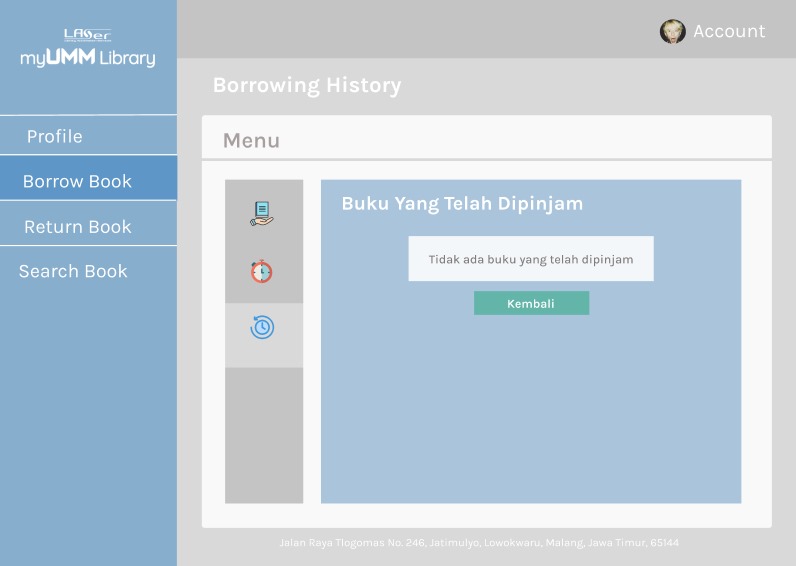 LASer
myUMM Library
Account
Borrowing History
Profile
Borrow Book
Return Book
Search Book
Menu
Buku Yang Telah Dipinjam
Tidak ada buku yang telah dipinjam
Kembali
Jalan Raya Tlogomas No. 246, Jatimulyo, Lowokwaru, Malang, Jawa Timur, 65144